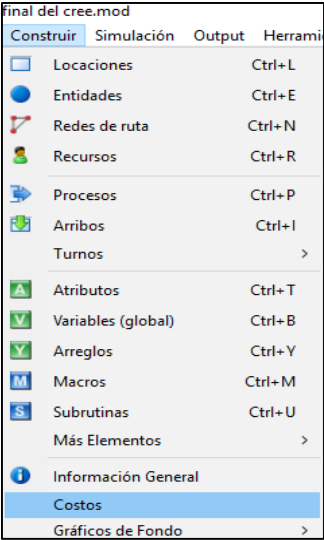 final del cree.mod
Construir Simulación Output Herrami
Locaciones Ctrl+L
Entidades Ctrl+E
Redes de ruta Ctrl+N
Recursos Ctrl+R
Procesos Ctrl+P
Arribos Ctrl+I
Turnos >
A Atributos Ctrl+T
V Variables (global) Ctrl+B
Y Arreglos Ctrl+Y
M Macros Ctrl+M
S Subrutinas Ctrl+U
Más Elementos >
i Información General
Costos
Gráficos de Fondo >